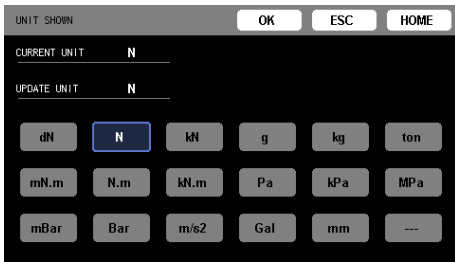 UNIT SHOWN OK ESC HOME
CURRENT UNIT N
UPDATE UNIT N
dN N kN g kg ton
mN.m N.m kN.m Pa kPa MPa
mBar Bar m/s2 Gal mm ---